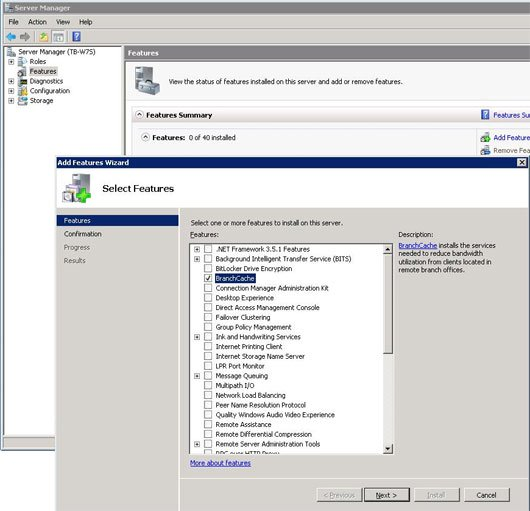 Server Manager
File Action View Help
Server Manager (TB-W7S)
Roles
Features
Diagnostics
Configuration
Storage
Features
View the status of features installed on this server and add or remove features.
Features Summary
Features Su
Features: 0 of 40 installed
Add Feature
Remove Fea
Add Features Wizard
Select Features
Features
Confirmation
Progress
Results
Select one or more features to install on this server.
Features:
.NET Framework 3.5.1 Features
Background Intelligent Transfer Service (BITS)
BitLocker Drive Encryption
BranchCache
Connection Manager Administration Kit
Desktop Experience
Direct Access Management Console
Failover Clustering
Group Policy Management
Ink and Handwriting Services
Internet Printing Client
Internet Storage Name Server
LPR Port Monitor
Message Queuing
Multipath I/O
Network Load Balancing
Peer Name Resolution Protocol
Quality Windows Audio Video Experience
Remote Assistance
Remote Differential Compression
Remote Server Administration Tools
RPC over HTTP Proxy
Description:
BranchCache installs the services
needed to reduce bandwidth
utilization from clients located in
remote branch offices.
More about features
< Previous
Next >
Install
Cancel